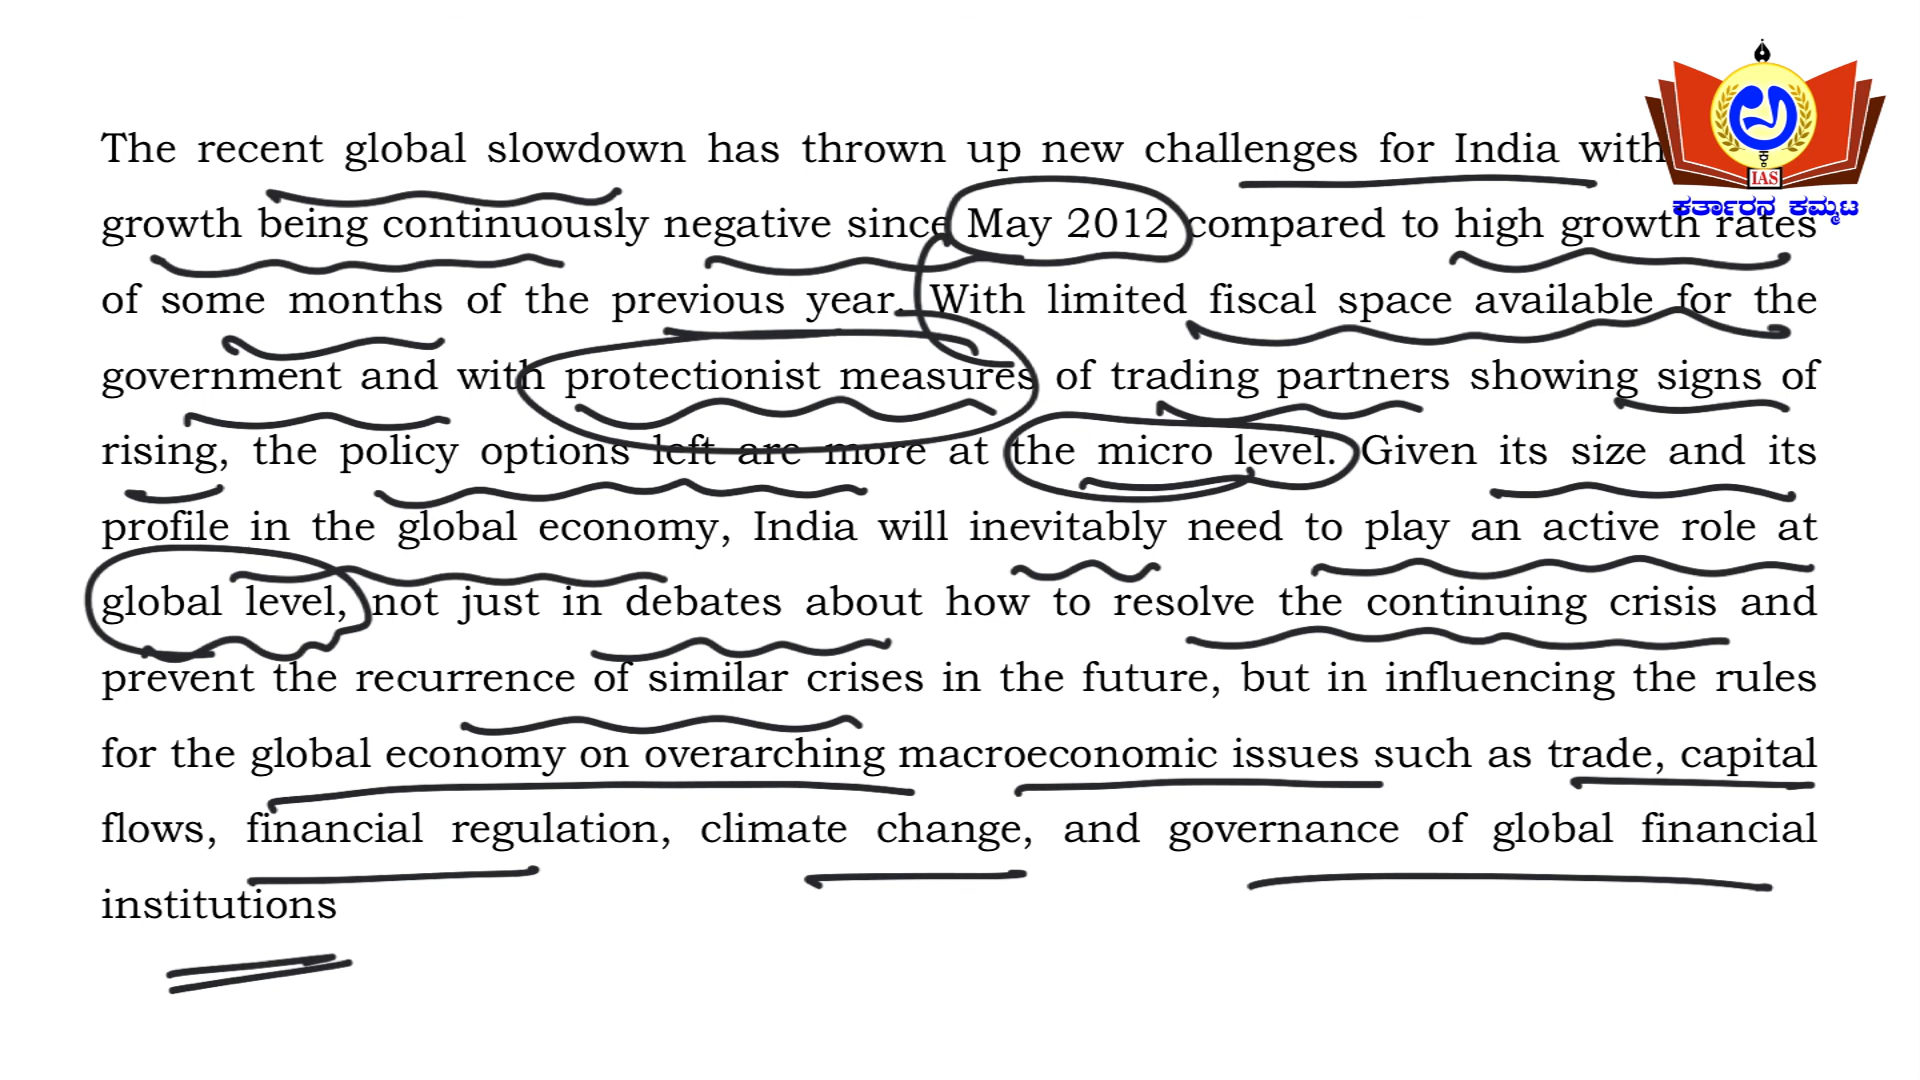 The recent global slowdown has thrown up new challenges for India with
growth being continuously negative since May 2012 compared to high growth rates
of some months of the previous year. With limited fiscal space available for the
government and with protectionist measures of trading partners showing signs of
rising, the policy options left are more at the micro level. Given its size and its
profile in the global economy, India will inevitably need to play an active role at
global level, not just in debates about how to resolve the continuing crisis and
prevent the recurrence of similar crises in the future, but in influencing the rules
for the global economy on overarching macroeconomic issues such as trade, capital
flows, financial regulation, climate change, and governance of global financial
institutions
IAS
ಕರ್ತಾರನ ಕಮ್ಮಟ